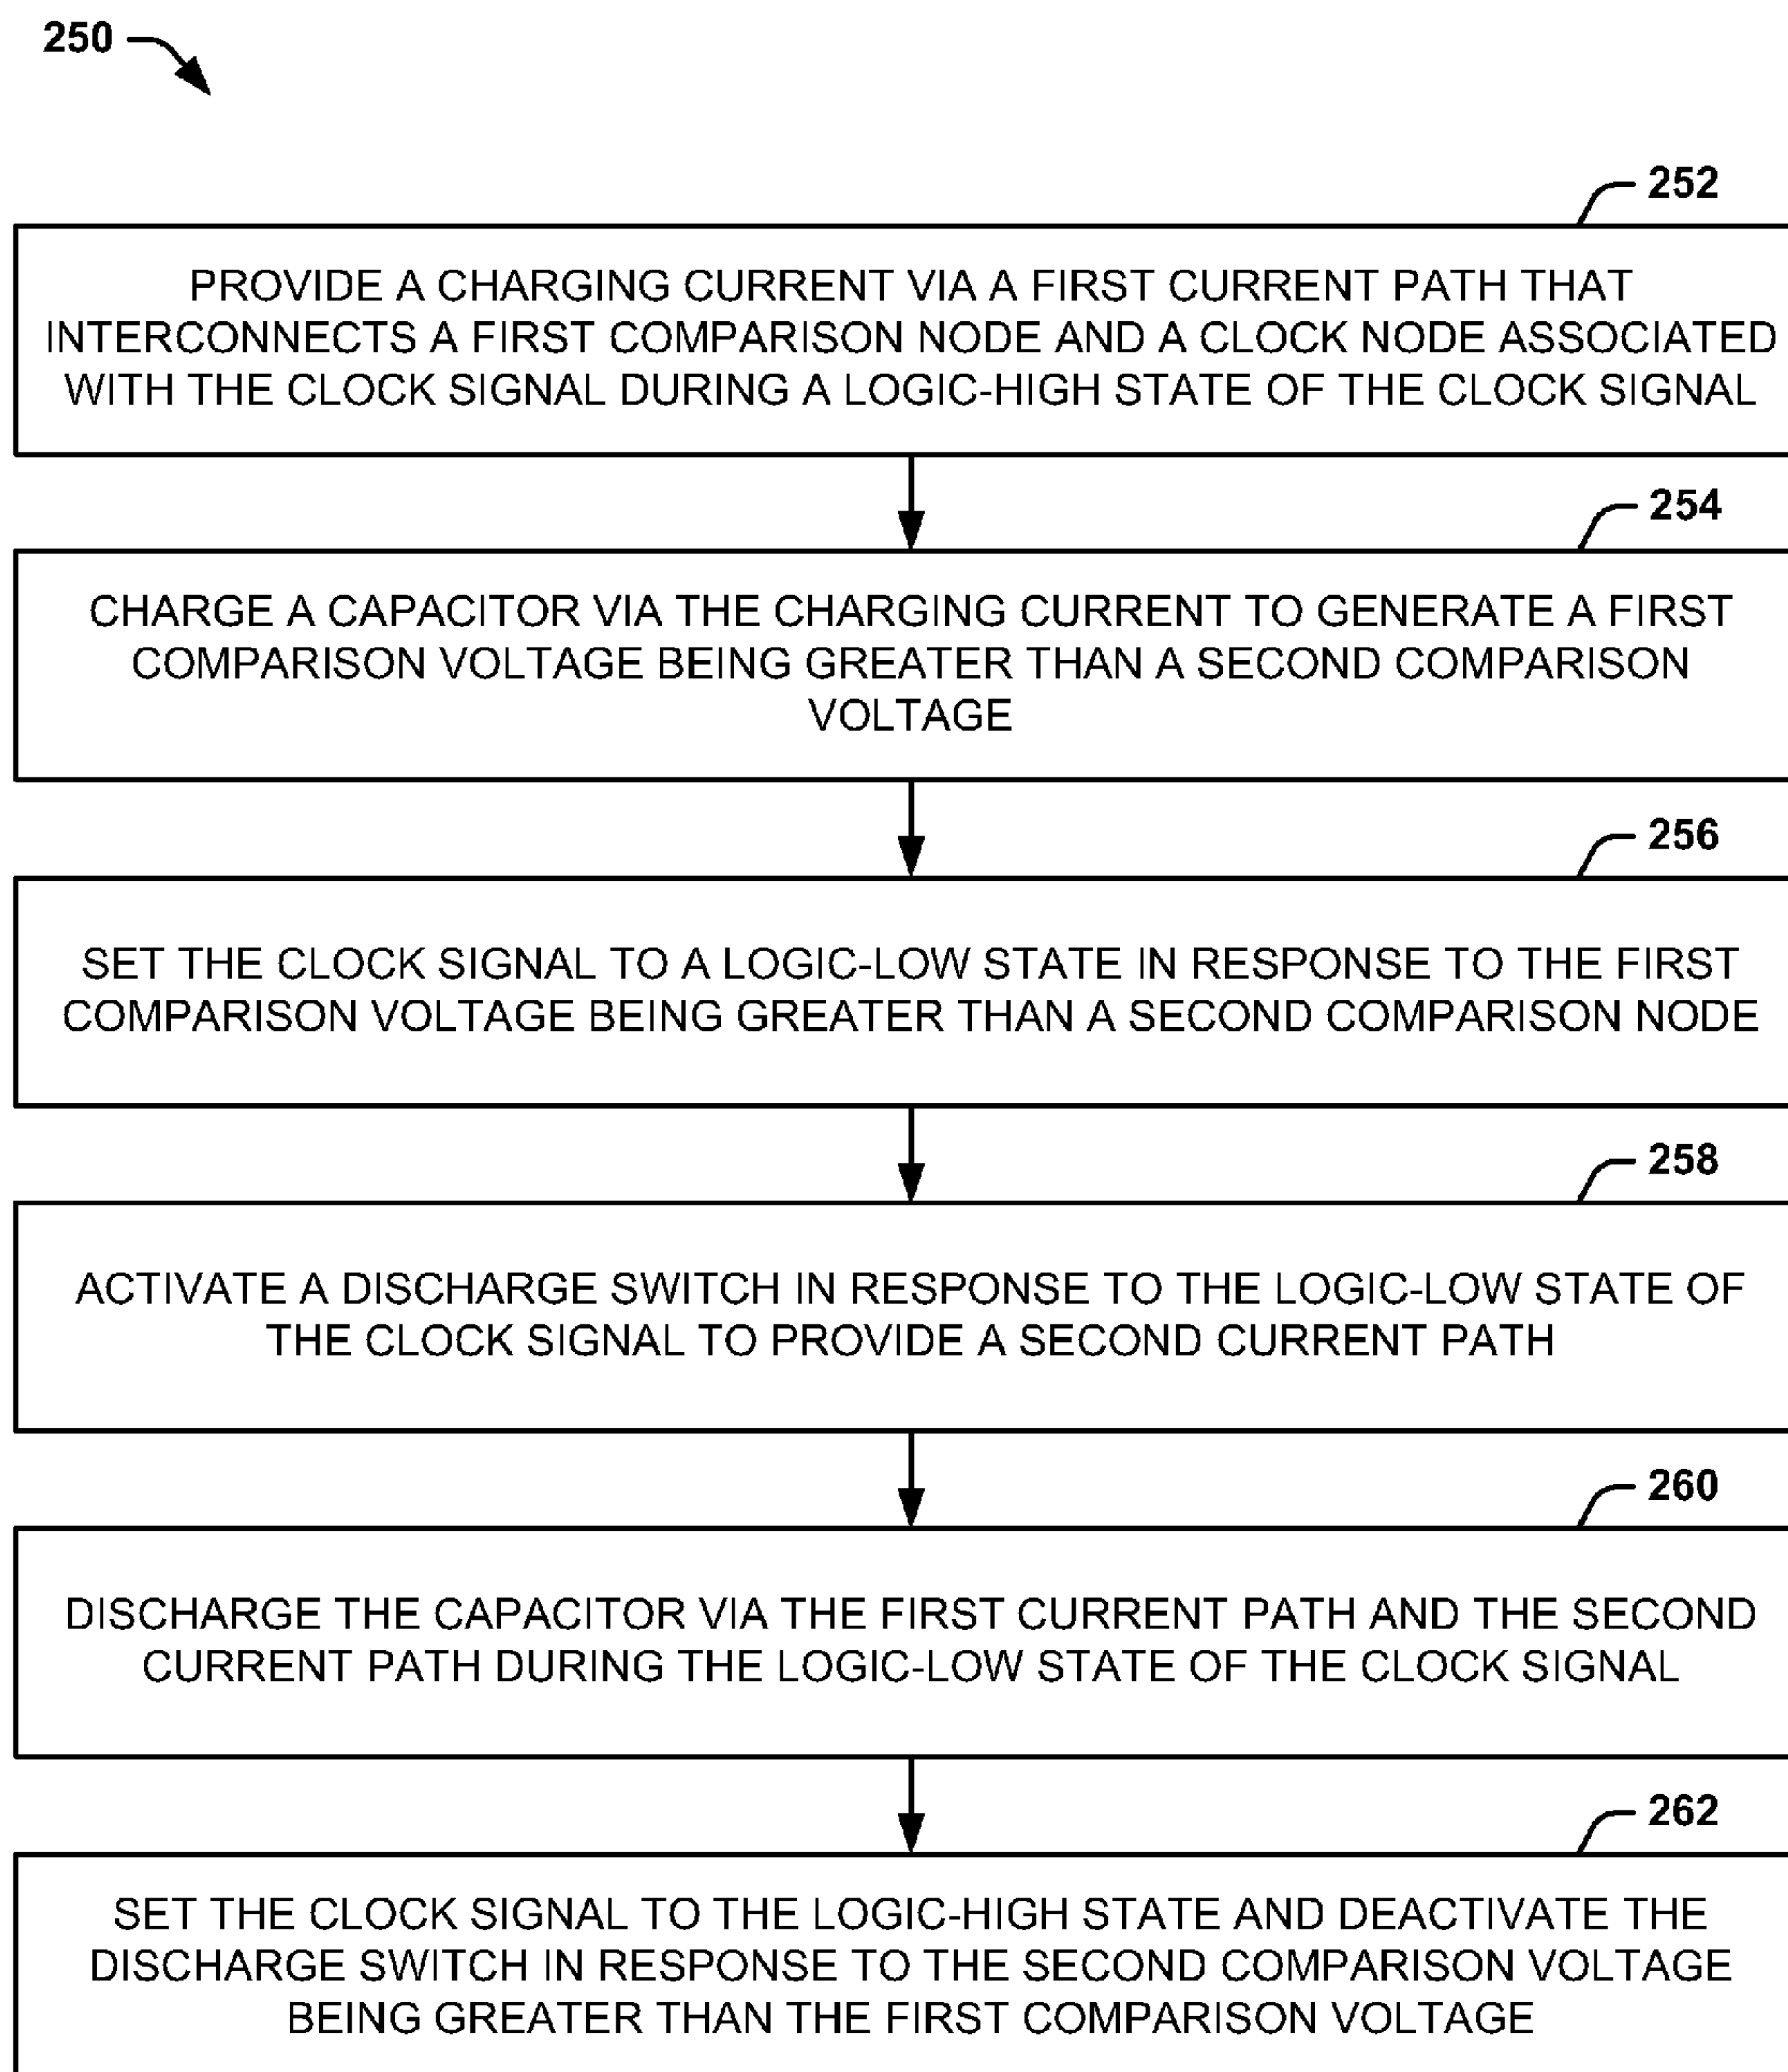 250
252
PROVIDE A CHARGING CURRENT VIA A FIRST CURRENT PATH THAT
INTERCONNECTS A FIRST COMPARISON NODE AND A CLOCK NODE ASSOCIATED
WITH THE CLOCK SIGNAL DURING A LOGIC-HIGH STATE OF THE CLOCK SIGNAL
254
CHARGE A CAPACITOR VIA THE CHARGING CURRENT TO GENERATE A FIRST
COMPARISON VOLTAGE BEING GREATER THAN A SECOND COMPARISON
VOLTAGE
256
SET THE CLOCK SIGNAL TO A LOGIC-LOW STATE IN RESPONSE TO THE FIRST
COMPARISON VOLTAGE BEING GREATER THAN A SECOND COMPARISON NODE
258
ACTIVATE A DISCHARGE SWITCH IN RESPONSE TO THE LOGIC-LOW STATE OF
THE CLOCK SIGNAL TO PROVIDE A SECOND CURRENT PATH
260
DISCHARGE THE CAPACITOR VIA THE FIRST CURRENT PATH AND THE SECOND
CURRENT PATH DURING THE LOGIC-LOW STATE OF THE CLOCK SIGNAL
262
SET THE CLOCK SIGNAL TO THE LOGIC-HIGH STATE AND DEACTIVATE THE
DISCHARGE SWITCH IN RESPONSE TO THE SECOND COMPARISON VOLTAGE
BEING GREATER THAN THE FIRST COMPARISON VOLTAGE